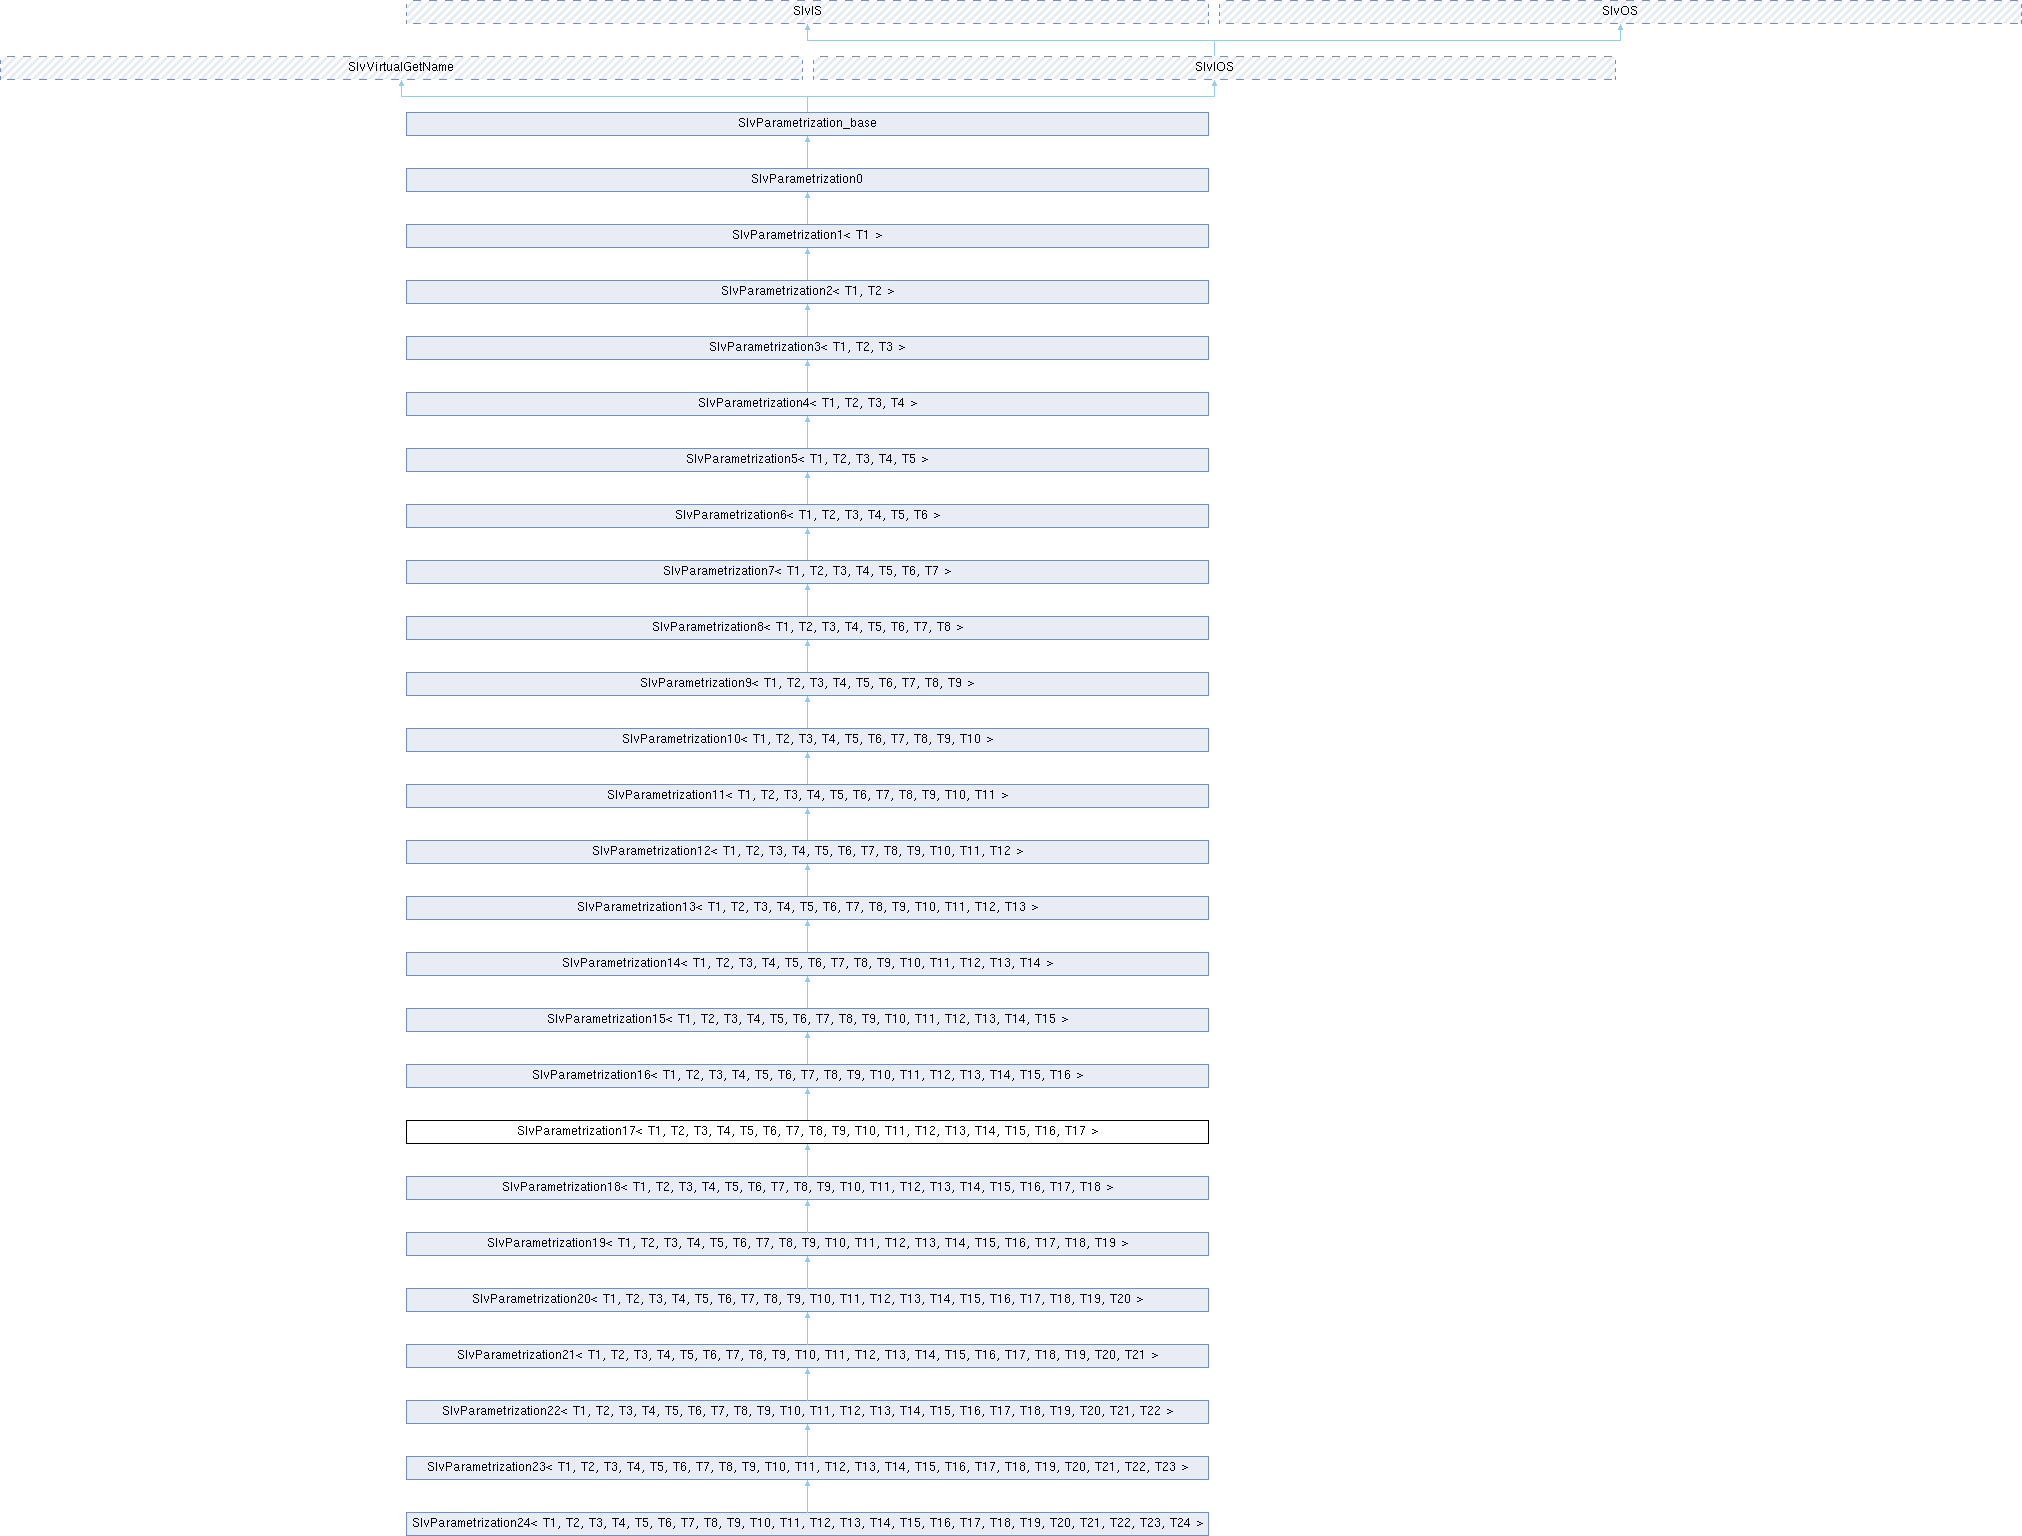 SlvIS SlvOS
SlvVirtualGetName SlvIOS
SlvParametrization_base
SlvParametrization0
SlvParametrization1< T1 >
SlvParametrization2< T1, T2 >
SlvParametrization3< T1, T2, T3 >
SlvParametrization4< T1, T2, T3, T4 >
SlvParametrization5< T1, T2, T3, T4, T5 >
SlvParametrization6< T1, T2, T3, T4, T5, T6 >
SlvParametrization7< T1, T2, T3, T4, T5, T6, T7 >
SlvParametrization8< T1, T2, T3, T4, T5, T6, T7, T8 >
SlvParametrization9< T1, T2, T3, T4, T5, T6, T7, T8, T9 >
SlvParametrization10< T1, T2, T3, T4, T5, T6, T7, T8, T9, T10 >
SlvParametrization11< T1, T2, T3, T4, T5, T6, T7, T8, T9, T10, T11 >
SlvParametrization12< T1, T2, T3, T4, T5, T6, T7, T8, T9, T10, T11, T12 >
SlvParametrization13< T1, T2, T3, T4, T5, T6, T7, T8, T9, T10, T11, T12, T13 >
SlvParametrization14< T1, T2, T3, T4, T5, T6, T7, T8, T9, T10, T11, T12, T13, T14 >
SlvParametrization15< T1, T2, T3, T4, T5, T6, T7, T8, T9, T10, T11, T12, T13, T14, T15 >
SlvParametrization16< T1, T2, T3, T4, T5, T6, T7, T8, T9, T10, T11, T12, T13, T14, T15, T16 >
SlvParametrization17< T1, T2, T3, T4, T5, T6, T7, T8, T9, T10, T11, T12, T13, T14, T15, T16, T17 >
SlvParametrization18< T1, T2, T3, T4, T5, T6, T7, T8, T9, T10, T11, T12, T13, T14, T15, T16, T17, T18 >
SlvParametrization19< T1, T2, T3, T4, T5, T6, T7, T8, T9, T10, T11, T12, T13, T14, T15, T16, T17, T18, T19 >
SlvParametrization20< T1, T2, T3, T4, T5, T6, T7, T8, T9, T10, T11, T12, T13, T14, T15, T16, T17, T18, T19, T20 >
SlvParametrization21< T1, T2, T3, T4, T5, T6, T7, T8, T9, T10, T11, T12, T13, T14, T15, T16, T17, T18, T19, T20, T21 >
SlvParametrization22< T1, T2, T3, T4, T5, T6, T7, T8, T9, T10, T11, T12, T13, T14, T15, T16, T17, T18, T19, T20, T21, T22 >
SlvParametrization23< T1, T2, T3, T4, T5, T6, T7, T8, T9, T10, T11, T12, T13, T14, T15, T16, T17, T18, T19, T20, T21, T22, T23 >
SlvParametrization24< T1, T2, T3, T4, T5, T6, T7, T8, T9, T10, T11, T12, T13, T14, T15, T16, T17, T18, T19, T20, T21, T22, T23, T24 >